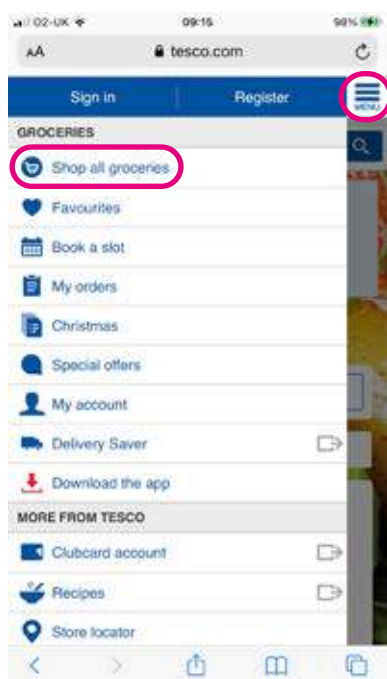 O2-UK 09:15 98%
AA tesco.com
Sign in Register MENU
GROCERIES
Shop all groceries
Favourites
Book a slot
My orders
Christmas
Special offers
My account
Delivery Saver
Download the app
MORE FROM TESCO
Clubcard account
Recipes
Store locator